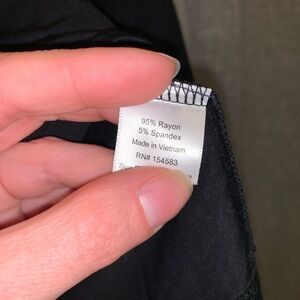 95% Rayon
5% Spandex
Made in Vietnam
RN# 154583